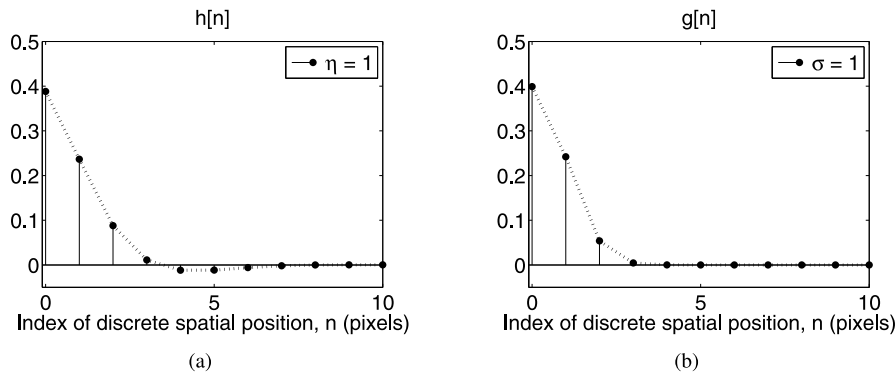 h[n]
0.5
0.4
0.3
0.2
0.1
0
η = 1
0 5 10
Index of discrete spatial position, n (pixels)
(a)
g[n]
0.5
0.4
0.3
0.2
0.1
0
σ = 1
0 5 10
Index of discrete spatial position, n (pixels)
(b)